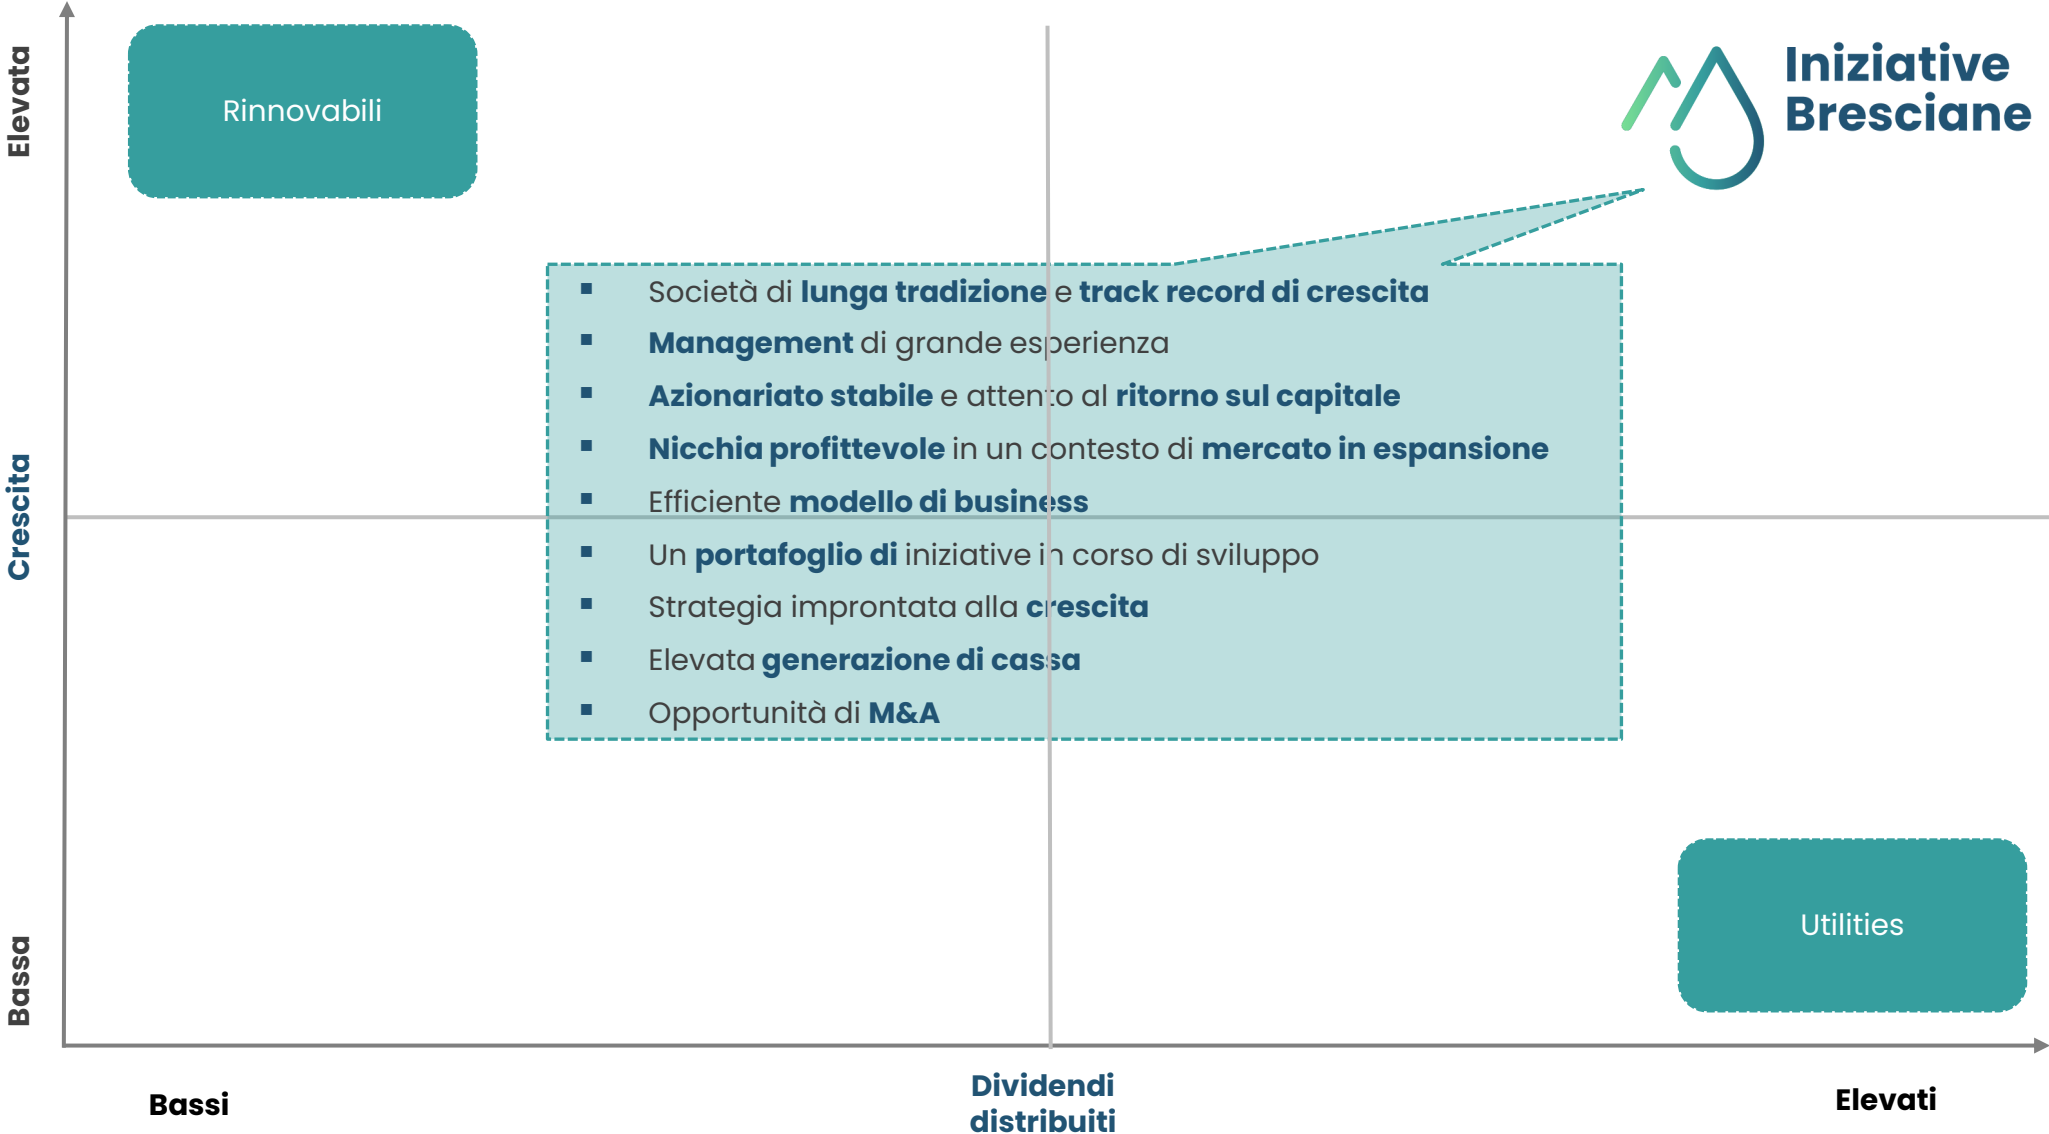 Elevata
Rinnovabili
Iniziative
Bresciane
Società di lunga tradizione e track record di crescita
Management di grande esperienza
Azionariato stabile e attento al ritorno sul capitale
Nicchia profittevole in un contesto di mercato in espansione
Efficiente modello di business
Un portafoglio di iniziative in corso di sviluppo
Strategia improntata alla crescita
Elevata generazione di cassa
Opportunità di M&A
Crescita
Utilities
Bassa
Bassi
Dividendi
distribuiti
Elevati